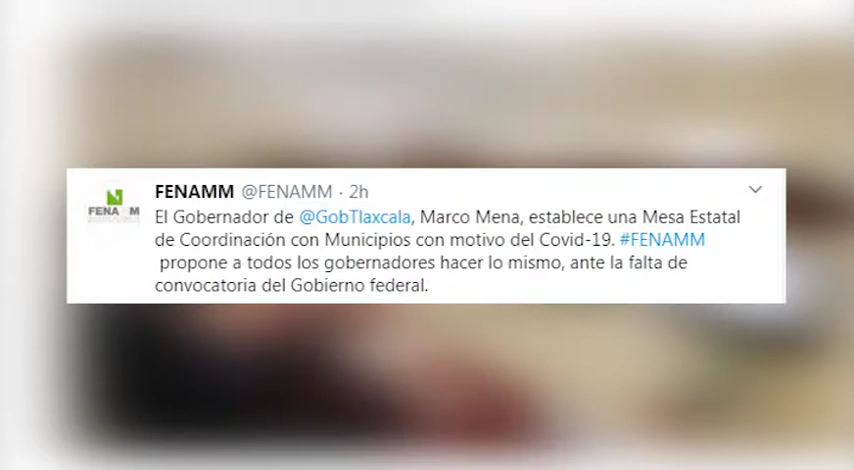 FENAMM @FENAMM · 2h
El Gobernador de @GobTlaxcala, Marco Mena, establece una Mesa Estatal
de Coordinación con Municipios con motivo del Covid-19. #FENAMM
propone a todos los gobernadores hacer lo mismo, ante la falta de
convocatoria del Gobierno federal.
FENA M